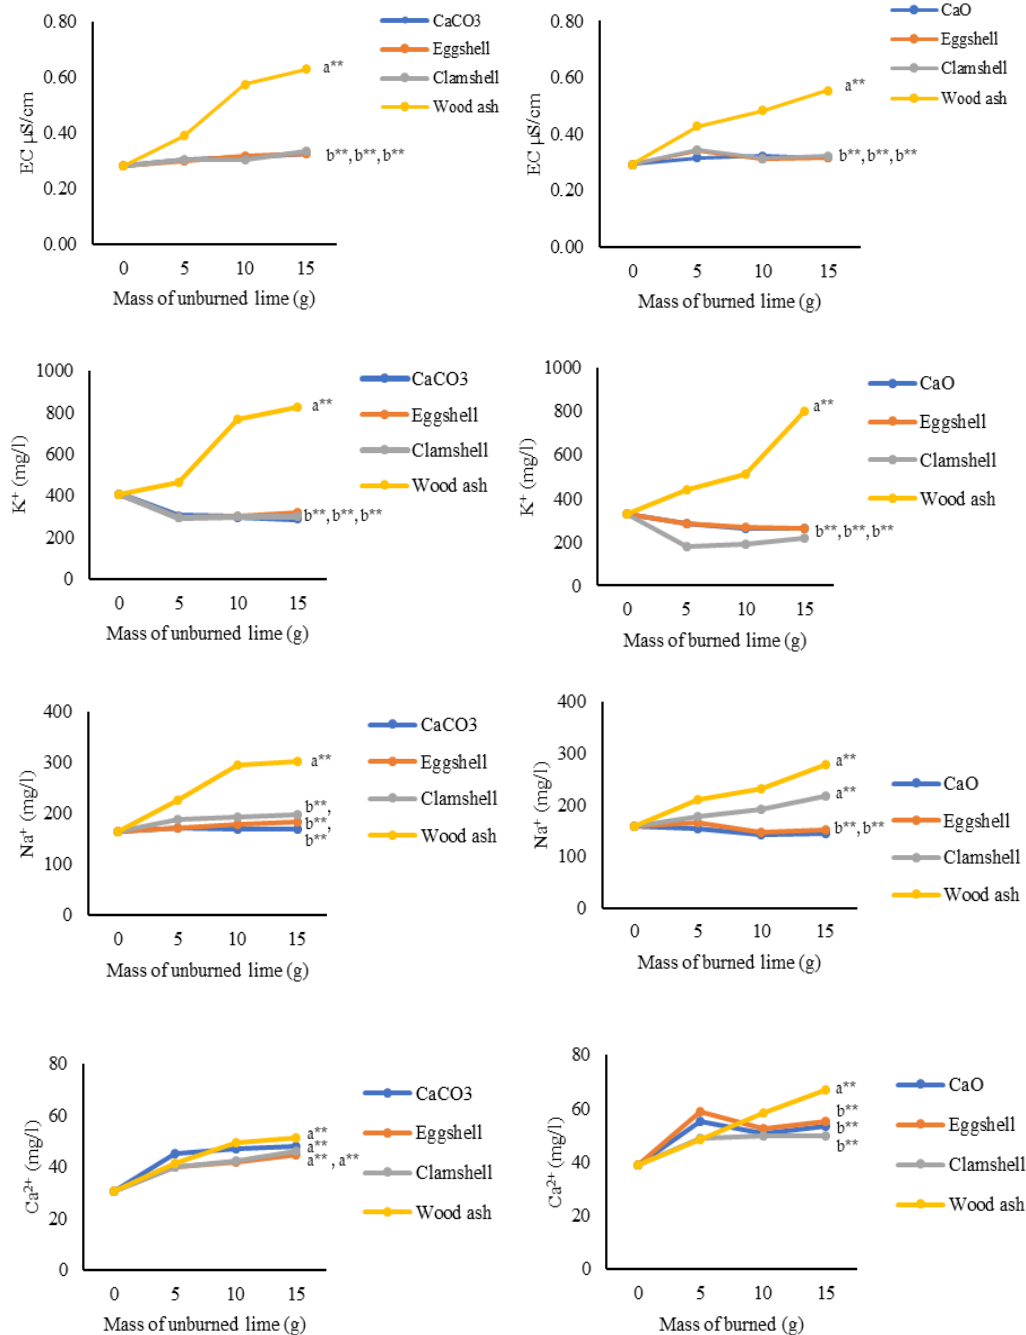 0.80
0.60
0.40
0.20
0.00
EC µS/cm
0 5 10 15
Mass of unburned lime (g)
CaCO3
Eggshell
Clamshell
Wood ash
a**
b**, b**, b**
0.80
0.60
0.40
0.20
0.00
EC µS/cm
0 5 10 15
Mass of burned lime (g)
CaO
Eggshell
Clamshell
Wood ash
a**
b**, b**, b**
1000
800
600
400
200
0
K⁺ (mg/l)
0 5 10 15
Mass of unburned lime (g)
CaCO3
Eggshell
Clamshell
Wood ash
a**
b**, b**, b**
1000
800
600
400
200
0
K⁺ (mg/l)
0 5 10 15
Mass of burned lime (g)
CaO
Eggshell
Clamshell
Wood ash
a**
b**, b**, b**
400
300
200
100
0
Na⁺ (mg/l)
0 5 10 15
Mass of unburned lime (g)
CaCO3
Eggshell
Clamshell
Wood ash
a**
b**,
b**,
b**
400
300
200
100
0
Na⁺ (mg/l)
0 5 10 15
Mass of burned lime (g)
CaO
Eggshell
Clamshell
Wood ash
a**
a**
b**, b**
80
60
40
20
0
Ca²⁺ (mg/l)
0 5 10 15
Mass of unburned lime (g)
CaCO3
Eggshell
Clamshell
Wood ash
a**
a**
a** , a**
80
60
40
20
0
Ca²⁺ (mg/l)
0 5 10 15
Mass of burned (g)
CaO
Eggshell
Clamshell
Wood ash
a**
b**
b**
b**